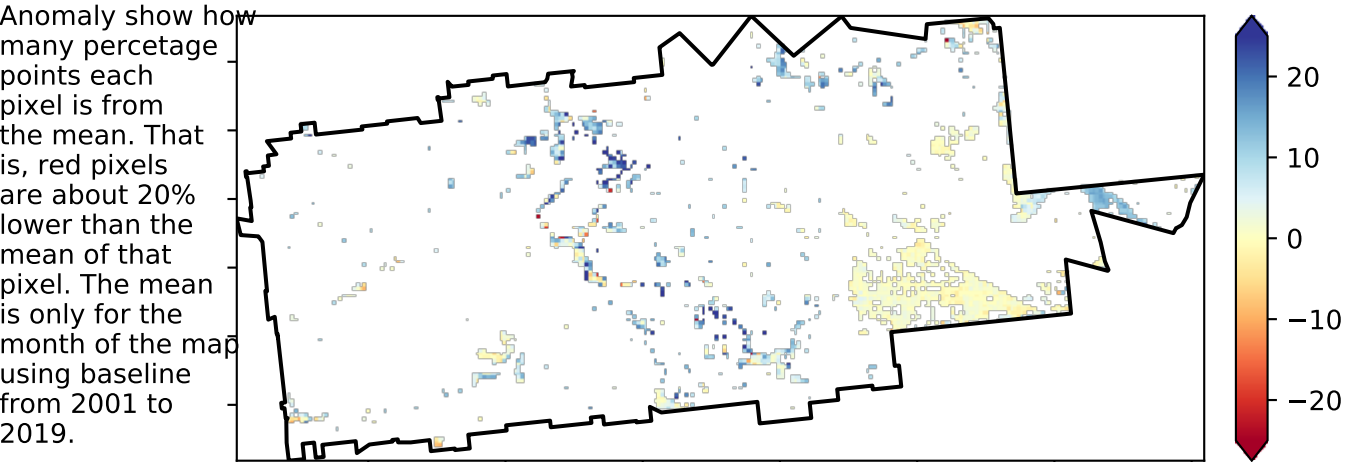 Anomaly show how
many percetage
points each
pixel is from
the mean. That
is, red pixels
are about 20%
lower than the
mean of that
pixel. The mean
is only for the
month of the map
using baseline
from 2001 to
2019.
20
10
0
−10
−20